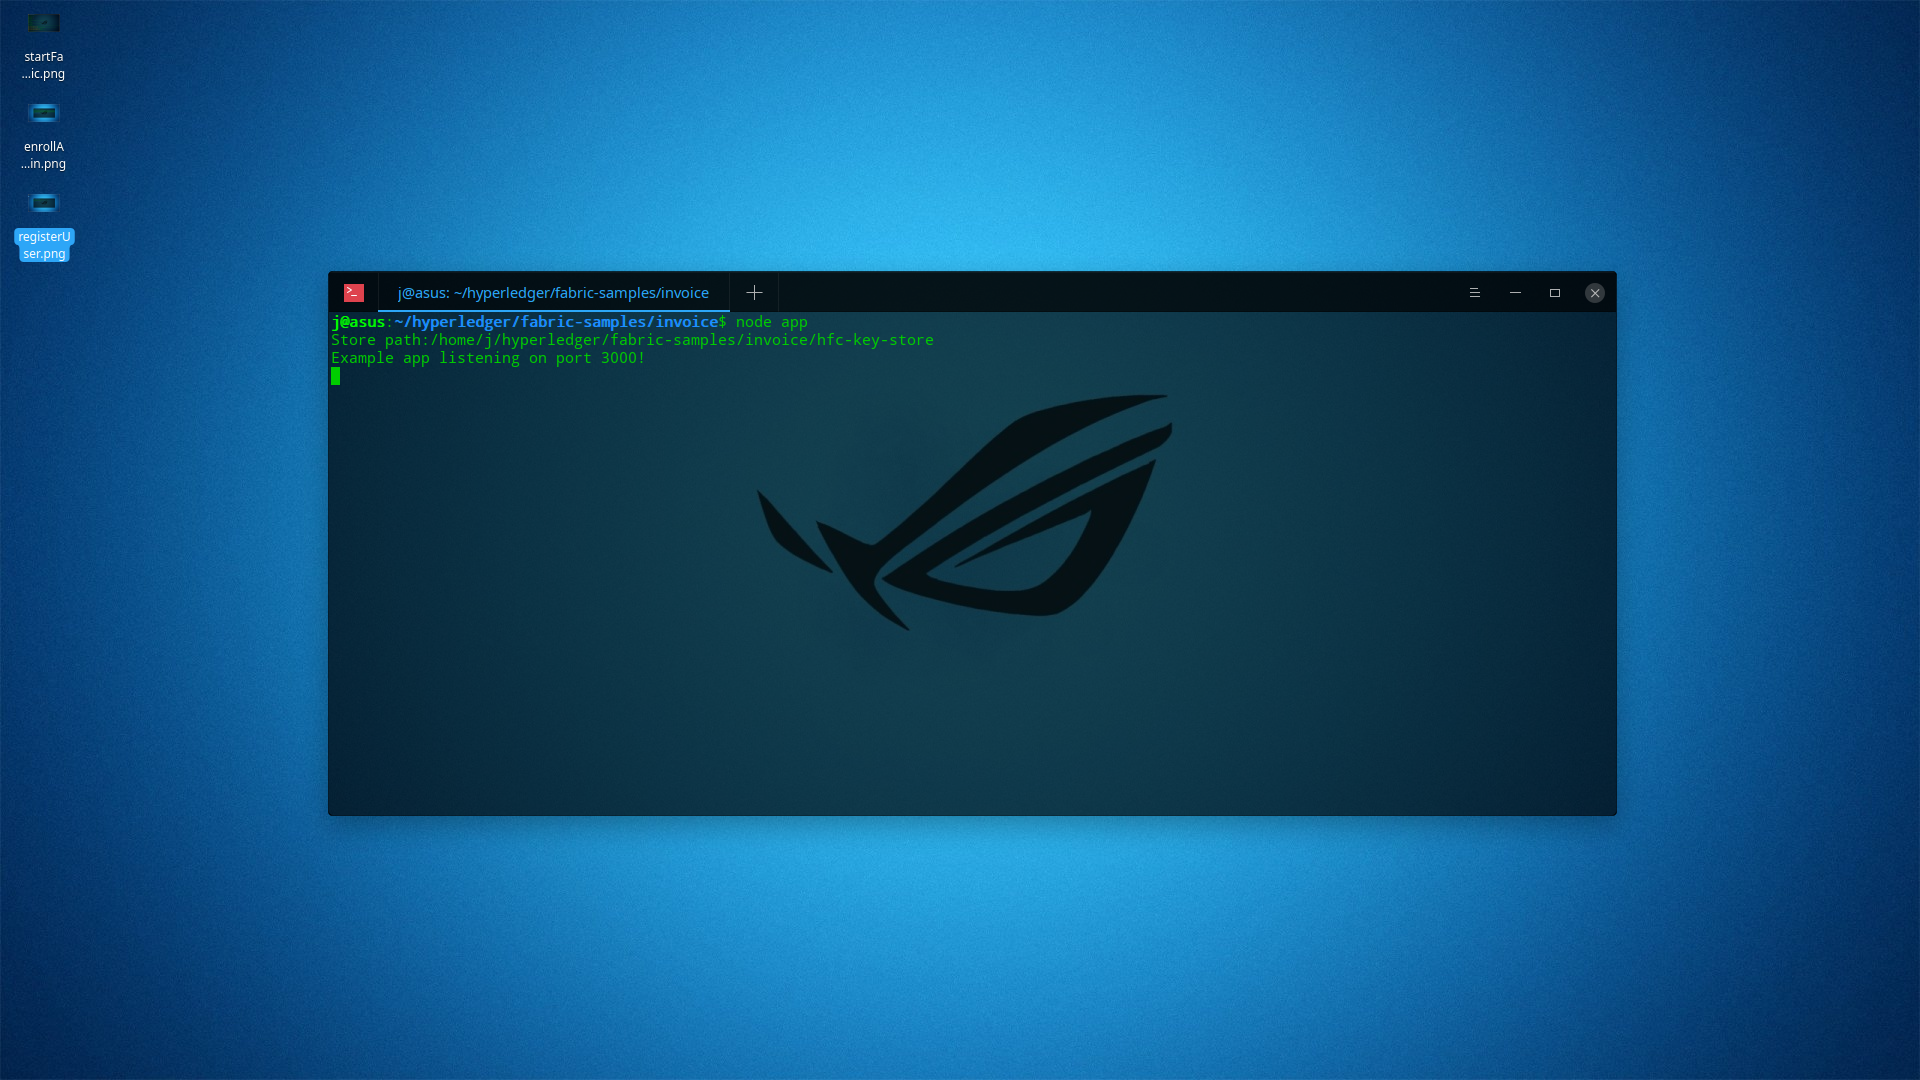 startFa
...ic.png
enrollA
...in.png
registerU
ser.png
j@asus: ~/hyperledger/fabric-samples/invoice
j@asus:~/hyperledger/fabric-samples/invoice$ node app
Store path:/home/j/hyperledger/fabric-samples/invoice/hfc-key-store
Example app listening on port 3000!